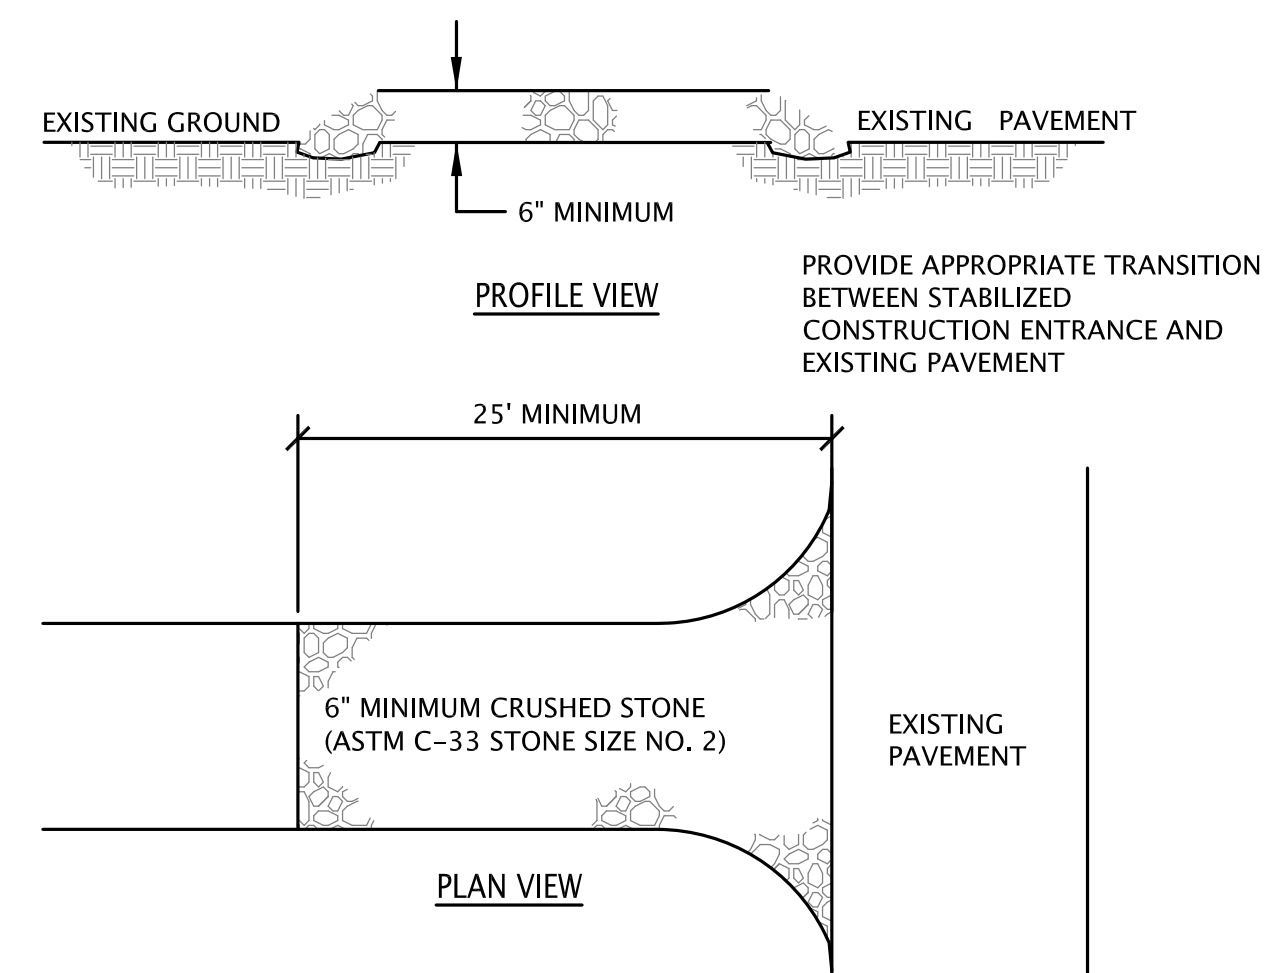 EXISTING GROUND
EXISTING PAVEMENT
6" MINIMUM
PROFILE VIEW
PROVIDE APPROPRIATE TRANSITION
BETWEEN STABILIZED
CONSTRUCTION ENTRANCE AND
EXISTING PAVEMENT
25' MINIMUM
6" MINIMUM CRUSHED STONE
(ASTM C-33 STONE SIZE NO. 2)
EXISTING
PAVEMENT
PLAN VIEW